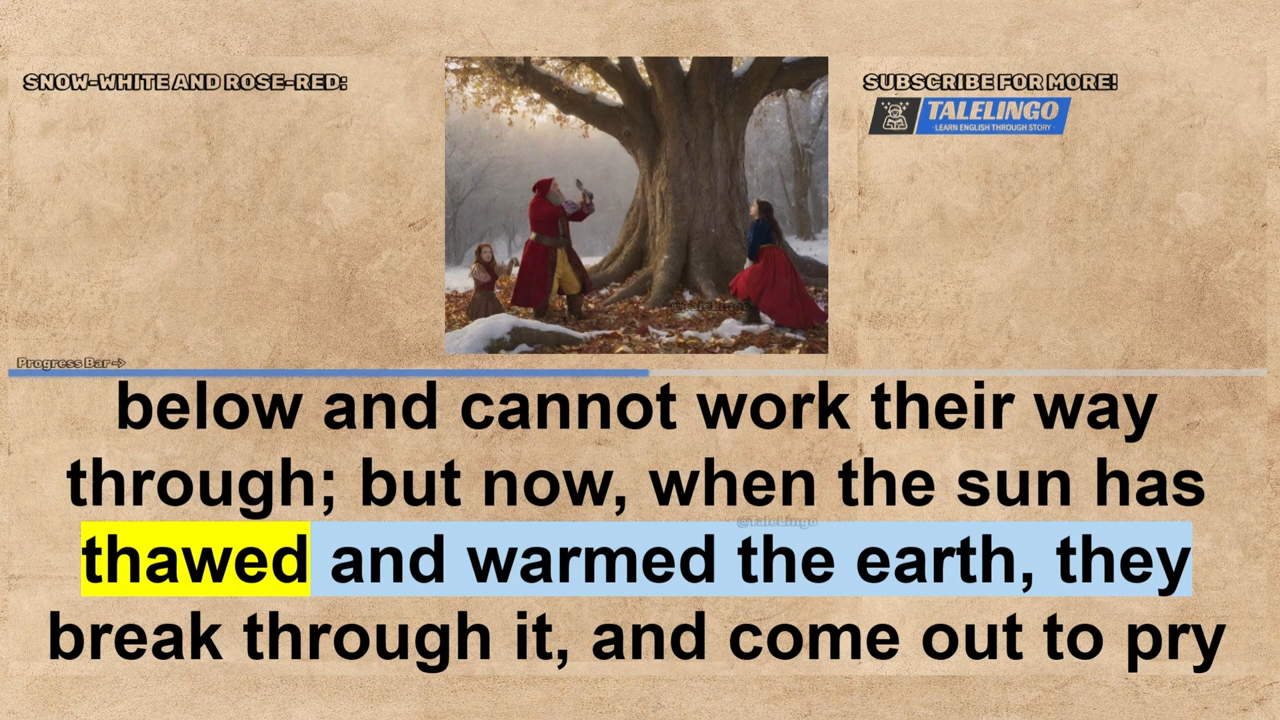 SNOW-WHITE AND ROSE-RED:
SUBSCRIBE FOR MORE!
TALELINGO
· LEARN ENGLISH THROUGH STORY ·
@TaleLingo
Progress Bar->
below and cannot work their way
through; but now, when the sun has
@TaleLingo
thawed and warmed the earth, they
break through it, and come out to pry